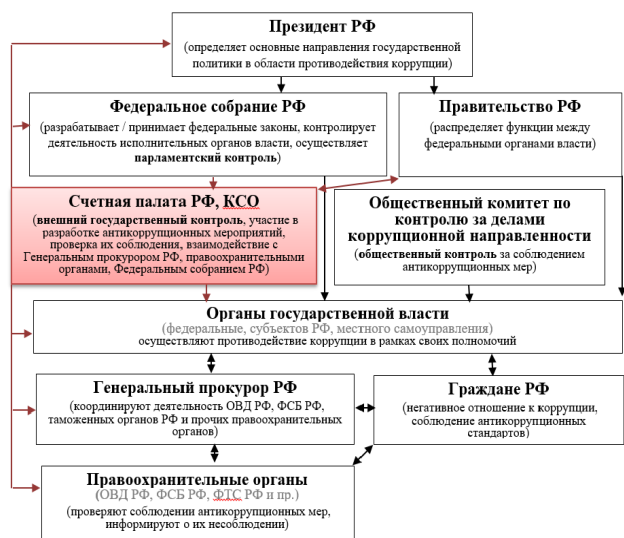 Президент РФ
(определяет основные направления государственной
политики в области противодействия коррупции)
Федеральное собрание РФ
(разрабатывает / принимает федеральные законы, контролирует
деятельность исполнительных органов власти, осуществляет
парламентский контроль)
Правительство РФ
(распределяет функции между
федеральными органами власти)
Счетная палата РФ, КСО
(внешний государственный контроль, участие в
разработке антикоррупционных мероприятий,
проверка их соблюдения, взаимодействие с
Генеральным прокурором РФ, правоохранительными
органами, Федеральным собранием РФ)
Общественный комитет по
контролю за делами
коррупционной направленности
(общественный контроль за соблюдением
антикоррупционных мер)
Органы государственной власти
(федеральные, субъектов РФ, местного самоуправления)
осуществляют противодействие коррупции в рамках своих полномочий
Генеральный прокурор РФ
(координируют деятельность ОВД РФ, ФСБ РФ,
таможенных органов РФ и прочих правоохранительных
органов)
Граждане РФ
(негативное отношение к коррупции,
соблюдение антикоррупционных
стандартов)
Правоохранительные органы
(ОВД РФ, ФСБ РФ, ФТС РФ и пр.)
(проверяют соблюдении антикоррупционных мер,
информируют о их несоблюдении)